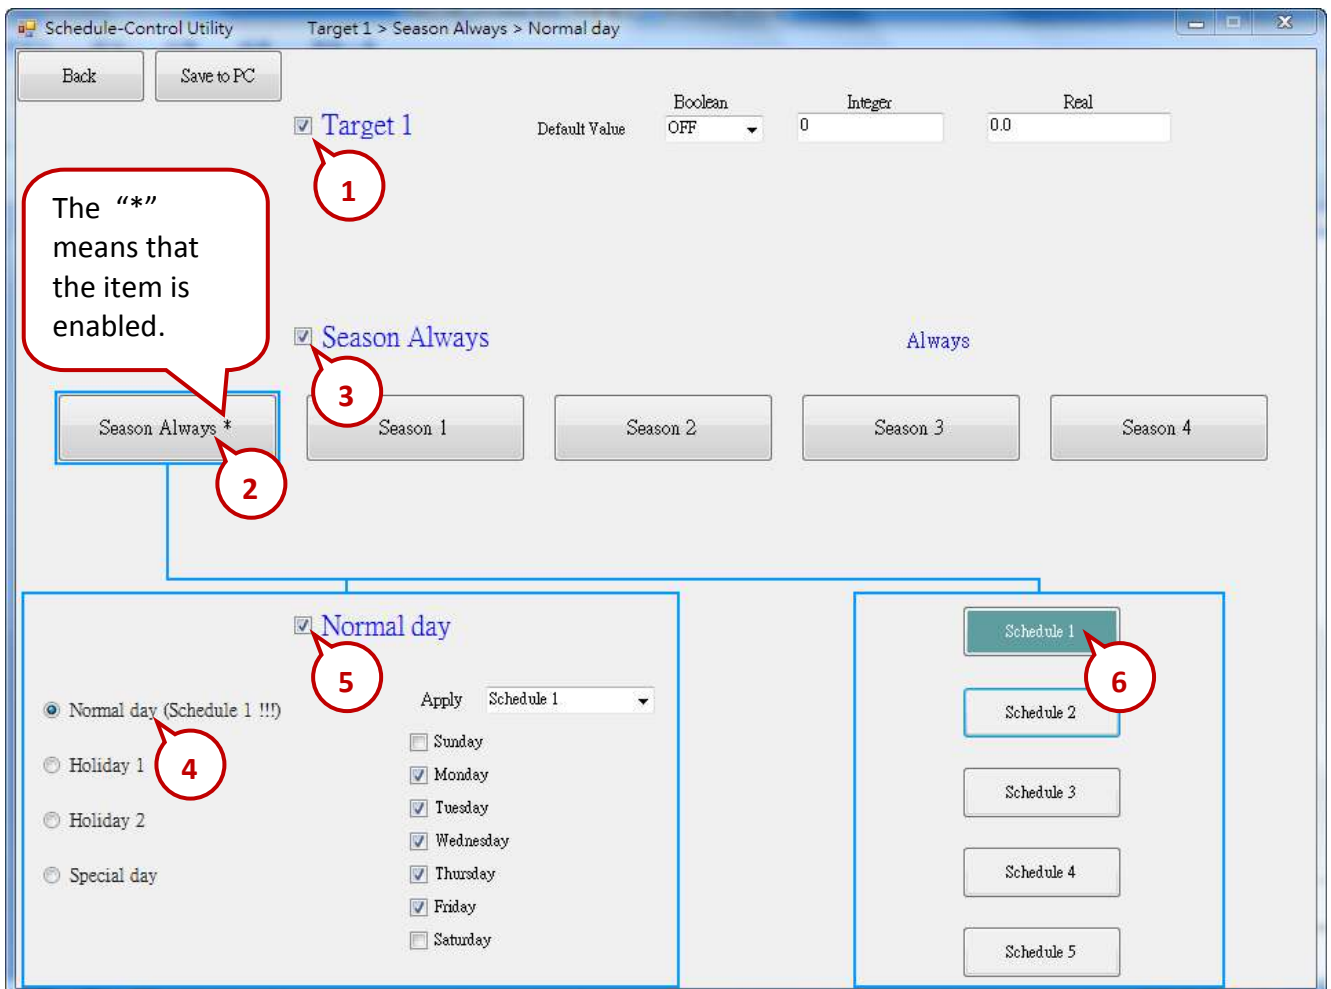 Schedule-Control Utility Target 1 > Season Always > Normal day
Back Save to PC
Boolean Integer Real
Target 1 Default Value OFF 0 0.0
1
The “*”
means that
the item is
enabled.
Season Always Always
3
Season Always * Season 1 Season 2 Season 3 Season 4
2
Normal day
5
Apply Schedule 1
Normal day (Schedule 1 !!!)
4
Holiday 1
Holiday 2
Special day
Sunday
Monday
Tuesday
Wednesday
Thursday
Friday
Saturday
Schedule 1
6
Schedule 2
Schedule 3
Schedule 4
Schedule 5